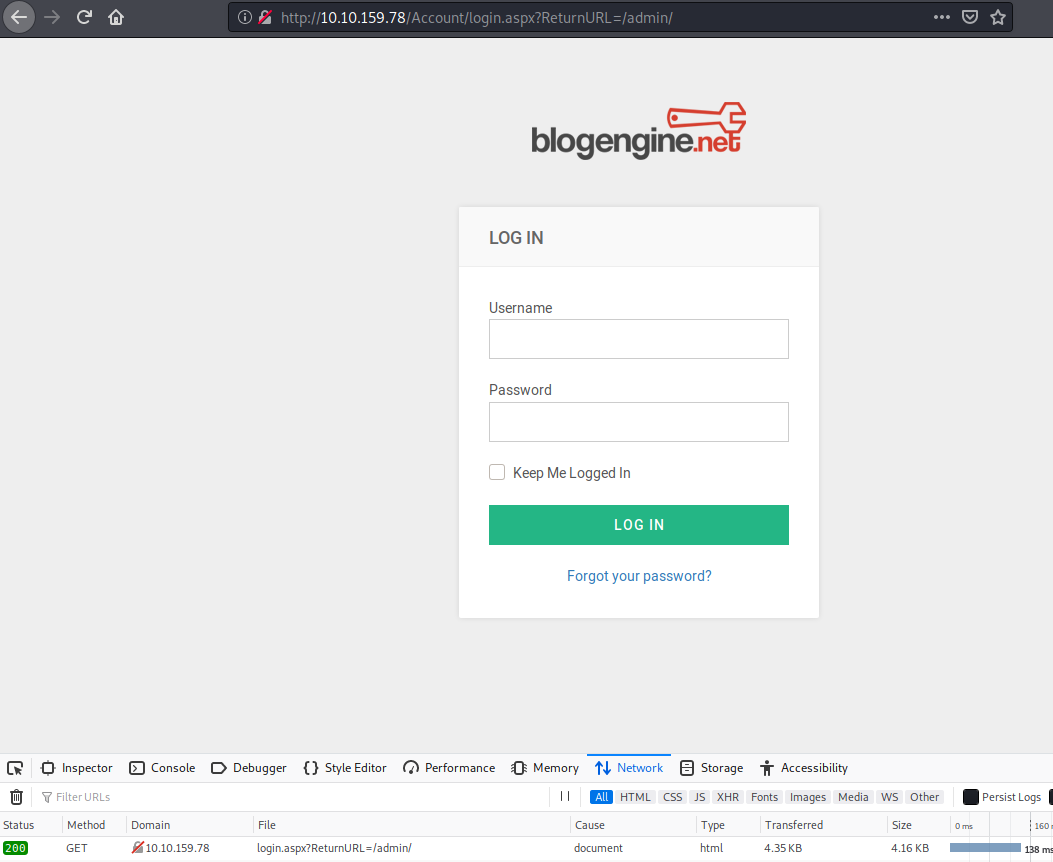 http://10.10.159.78/Account/login.aspx?ReturnURL=/admin/
blogengine.net
LOG IN
Username
Password
Keep Me Logged In
LOG IN
Forgot your password?
Inspector Console Debugger Style Editor Performance Memory Network Storage Accessibility
Filter URLs All HTML CSS JS XHR Fonts Images Media WS Other Persist Logs
Status Method Domain File Cause Type Transferred Size 0 ms 160
200 GET 10.10.159.78 login.aspx?ReturnURL=/admin/ document html 4.35 KB 4.16 KB 138 ms